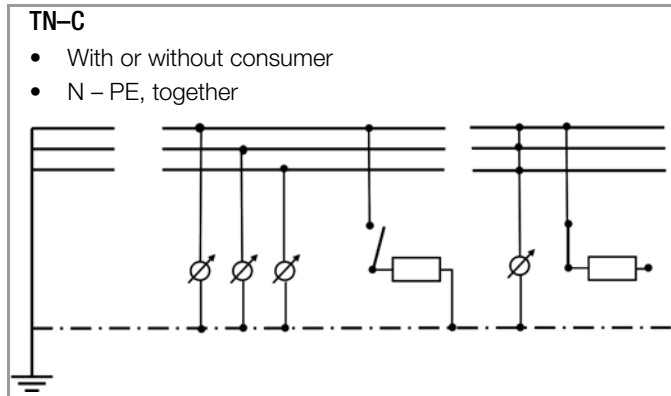 TN–C
• With or without consumer
• N – PE, together